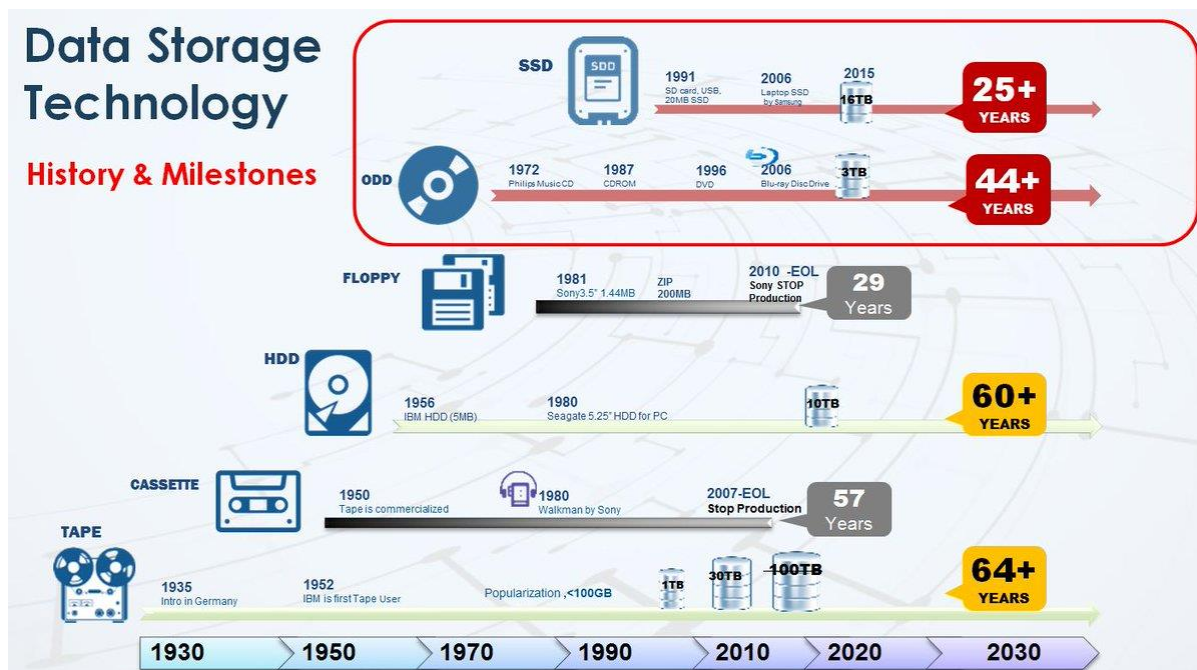 Data Storage
Technology
History & Milestones
SSD
SDD
1991
SD card, USB,
20MB SSD
2006
Laptop SSD
by Samsung
2015
16TB
25+
YEARS
ODD
1972
Philips Music CD
1987
CDROM
1996
DVD
2006
Blu-ray Disc Drive
3TB
44+
YEARS
FLOPPY
1981
Sony3.5" 1.44MB
ZIP
200MB
2010 -EOL
Sony STOP
Production
29
Years
HDD
1956
IBM HDD (5MB)
1980
Seagate 5.25" HDD for PC
10TB
60+
YEARS
CASSETTE
1950
Tape is commercialized
1980
Walkman by Sony
2007-EOL
Stop Production
57
Years
TAPE
1935
Intro in Germany
1952
IBM is first Tape User
Popularization ,<100GB
1TB
30TB
100TB
64+
YEARS
1930 1950 1970 1990 2010 2020 2030